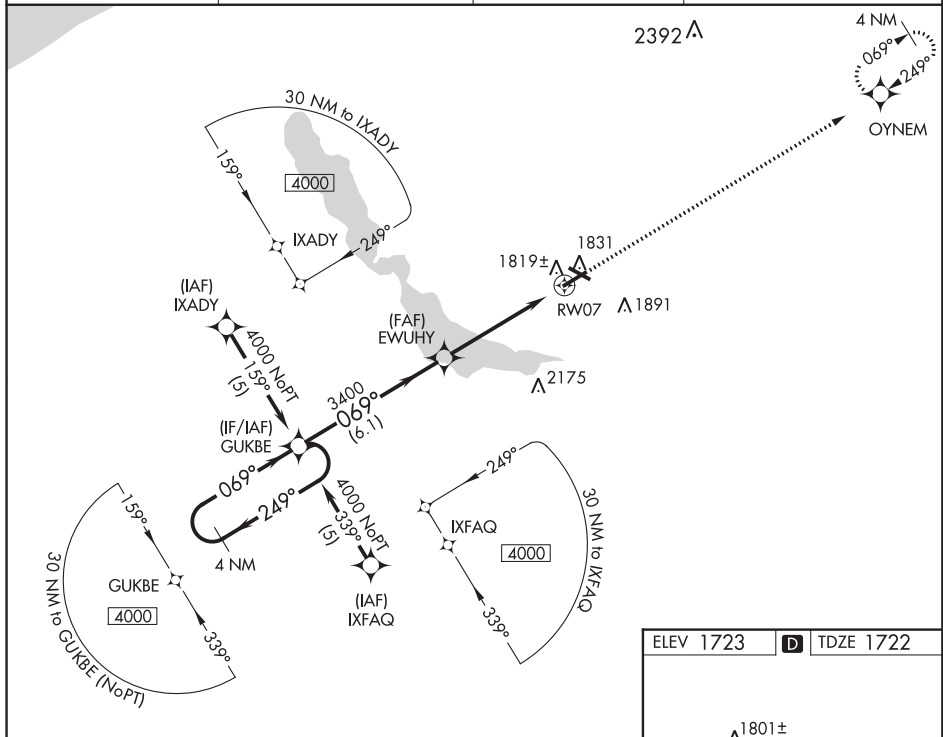 2392
4 NM
069°
249°
OYNEM
30 NM to IXADY
159°
4000
IXADY
249°
1819±
1831
RW07
1891
(IAF)
IXADY
4000 NoPT
159°
(5)
(FAF)
EWUHY
2175
3400
069°
(6.1)
(IF/IAF)
GUKBE
069°
249°
4 NM
4000 NoPT
339°
(5)
(IAF)
IXFAQ
249°
IXFAQ
4000
30 NM to IXFAQ
339°
159°
GUKBE
4000
30 NM to GUKBE (NoPT)
339°
ELEV 1723 D TDZE 1722
1801±